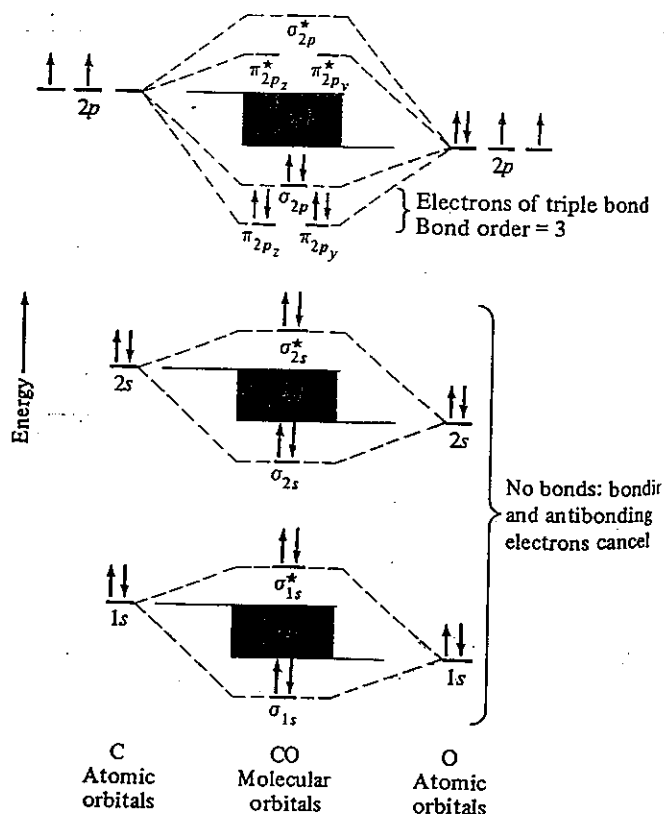 σ*2p
π*2pz π*2py
2p
σ2p
2p
π2pz π2py
Electrons of triple bond
Bond order = 3
Energy
σ*2s
2s
2s
σ2s
No bonds: bondin
and antibonding
electrons cancel
σ*1s
1s
1s
σ1s
C
Atomic
orbitals
CO
Molecular
orbitals
O
Atomic
orbitals